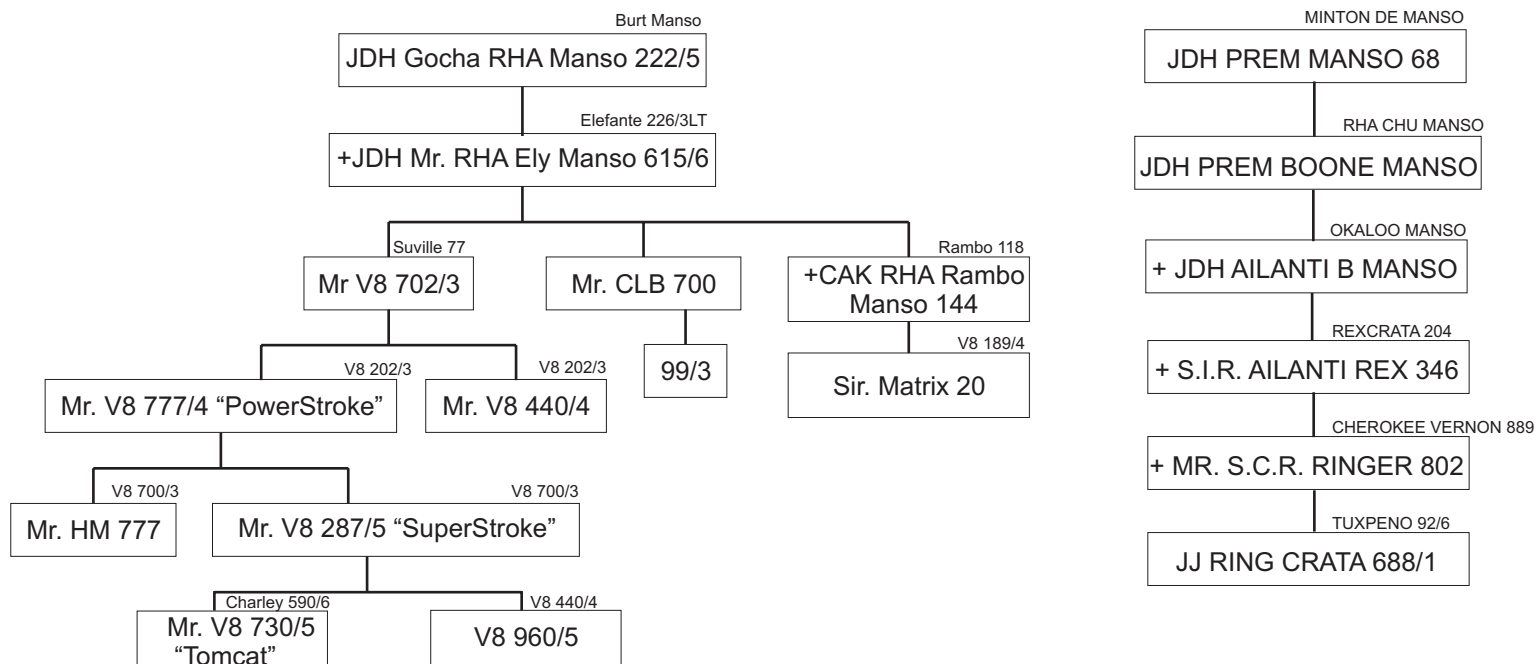 Burt Manso
JDH Gocha RHA Manso 222/5
Elefante 226/3LT
+JDH Mr. RHA Ely Manso 615/6
Suville 77
Mr V8 702/3
Mr. CLB 700
Rambo 118
+CAK RHA Rambo
Manso 144
V8 202/3
Mr. V8 777/4 “PowerStroke”
V8 202/3
Mr. V8 440/4
99/3
V8 189/4
Sir. Matrix 20
V8 700/3
Mr. HM 777
V8 700/3
Mr. V8 287/5 “SuperStroke”
Charley 590/6
Mr. V8 730/5
“Tomcat”
V8 440/4
V8 960/5
MINTON DE MANSO
JDH PREM MANSO 68
RHA CHU MANSO
JDH PREM BOONE MANSO
OKALOO MANSO
+ JDH AILANTI B MANSO
REXCRATA 204
+ S.I.R. AILANTI REX 346
CHEROKEE VERNON 889
+ MR. S.C.R. RINGER 802
TUXPENO 92/6
JJ RING CRATA 688/1